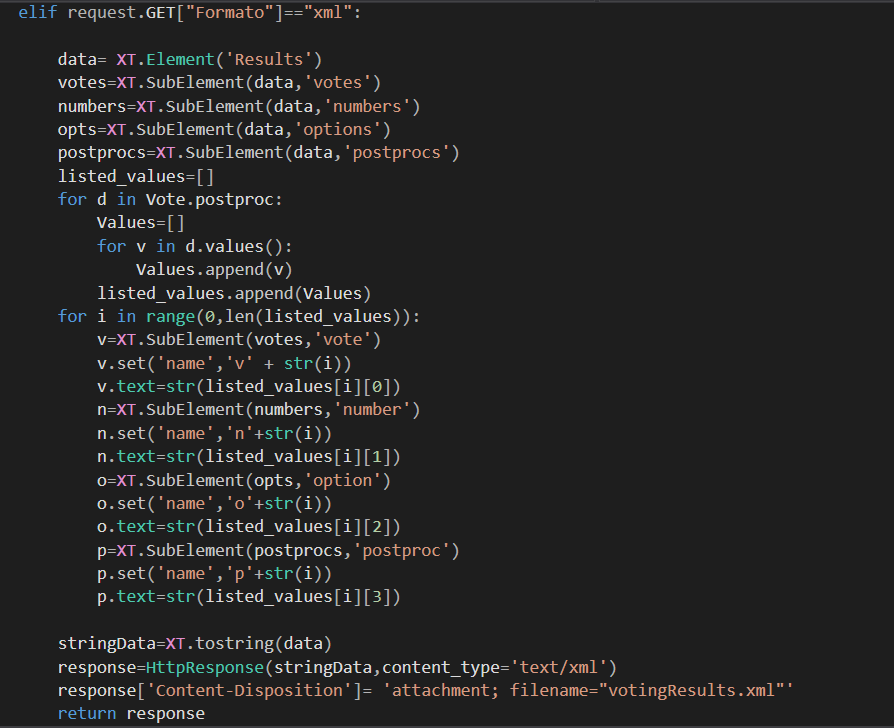 elif request.GET["Formato"]=="xml":
data= XT.Element('Results')
votes=XT.SubElement(data,'votes')
numbers=XT.SubElement(data,'numbers')
opts=XT.SubElement(data,'options')
postprocs=XT.SubElement(data,'postprocs')
listed_values=[]
for d in Vote.postproc:
Values=[]
for v in d.values():
Values.append(v)
listed_values.append(Values)
for i in range(0,len(listed_values)):
v=XT.SubElement(votes,'vote')
v.set('name','v' + str(i))
v.text=str(listed_values[i][0])
n=XT.SubElement(numbers,'number')
n.set('name','n'+str(i))
n.text=str(listed_values[i][1])
o=XT.SubElement(opts,'option')
o.set('name','o'+str(i))
o.text=str(listed_values[i][2])
p=XT.SubElement(postprocs,'postproc')
p.set('name','p'+str(i))
p.text=str(listed_values[i][3])
stringData=XT.tostring(data)
response=HttpResponse(stringData,content_type='text/xml')
response['Content-Disposition']= 'attachment; filename="votingResults.xml"'
return response